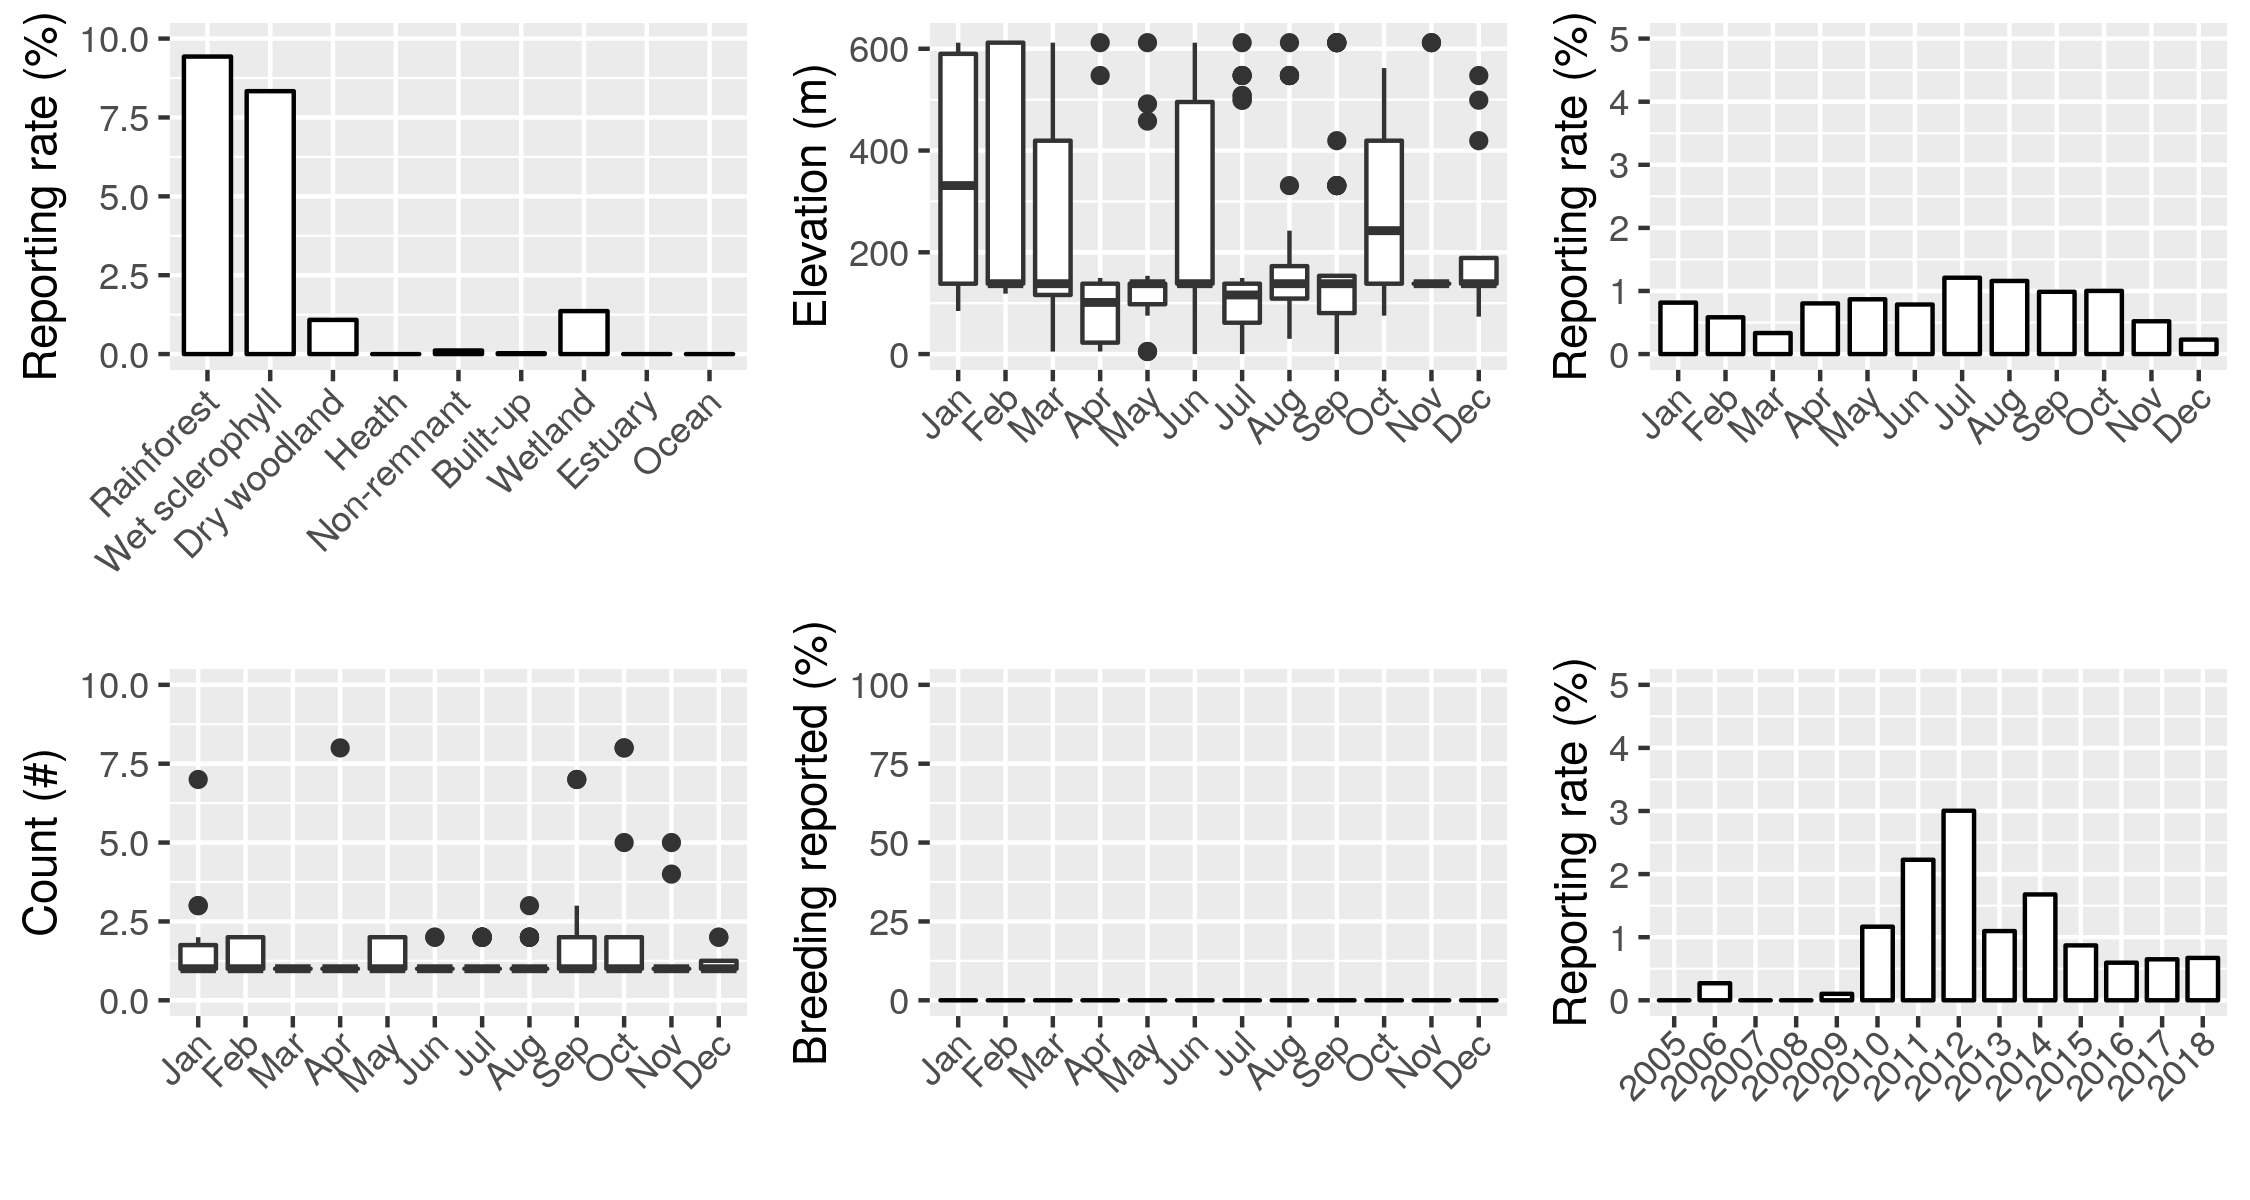 Reporting rate (%)
10.0
7.5
5.0
2.5
0.0
Rainforest
Wet sclerophyll
Dry woodland
Heath
Non-remnant
Built-up
Wetland
Estuary
Ocean
Elevation (m)
600
400
200
0
Jan
Feb
Mar
Apr
May
Jun
Jul
Aug
Sep
Oct
Nov
Dec
Reporting rate (%)
5
4
3
2
1
0
Jan
Feb
Mar
Apr
May
Jun
Jul
Aug
Sep
Oct
Nov
Dec
Count (#)
10.0
7.5
5.0
2.5
0.0
Jan
Feb
Mar
Apr
May
Jun
Jul
Aug
Sep
Oct
Nov
Dec
Breeding reported (%)
100
75
50
25
0
Jan
Feb
Mar
Apr
May
Jun
Jul
Aug
Sep
Oct
Nov
Dec
Reporting rate (%)
5
4
3
2
1
0
2005
2006
2007
2008
2009
2010
2011
2012
2013
2014
2015
2016
2017
2018